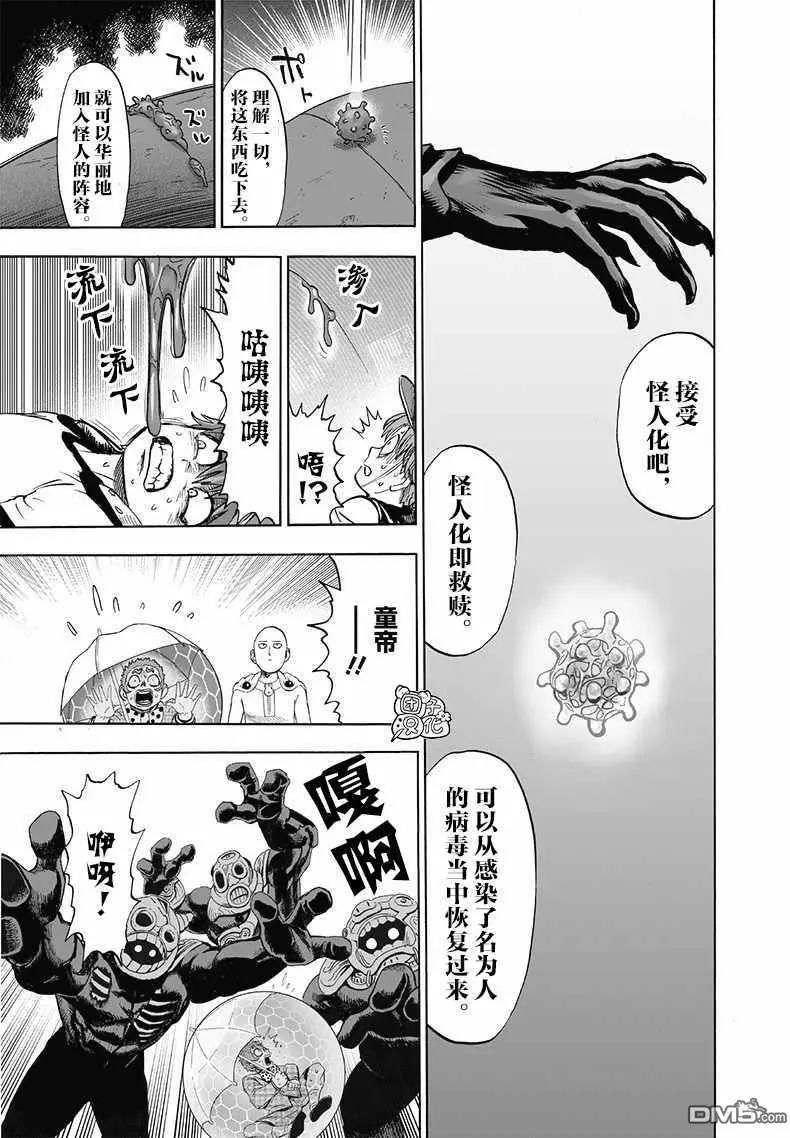 接受
怪人化吧，
怪人化即救赎。
可以从感染了名为人
的病毒当中恢复过来。
ポト
理解一切，
将这东西吃下去。
ズル
ズル
就可以华丽地
加入怪人的阵容。
渗入
唔!?
咕咦咦咦
流下
流下
童帝
——!!
团子
汉化
嘎啊
咿呀！
DM5.com